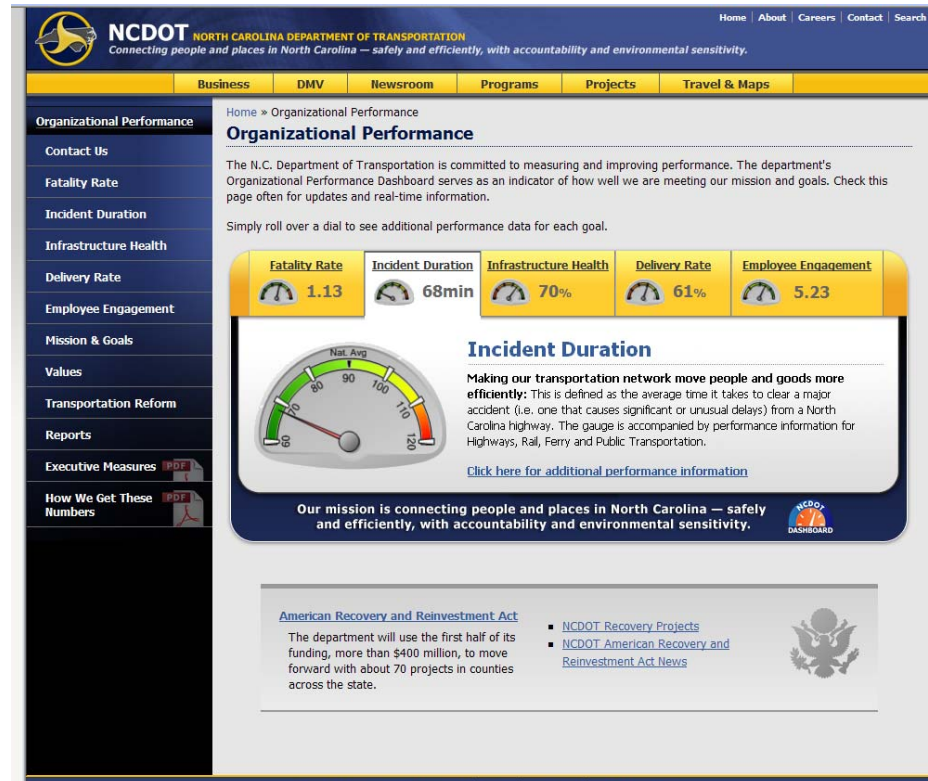 Home | About | Careers | Contact | Search
NCDOT NORTH CAROLINA DEPARTMENT OF TRANSPORTATION
Connecting people and places in North Carolina — safely and efficiently, with accountability and environmental sensitivity.
Business DMV Newsroom Programs Projects Travel & Maps
Organizational Performance
Contact Us
Fatality Rate
Incident Duration
Infrastructure Health
Delivery Rate
Employee Engagement
Mission & Goals
Values
Transportation Reform
Reports
Executive Measures PDF
How We Get These PDF
Numbers
Home » Organizational Performance
Organizational Performance
The N.C. Department of Transportation is committed to measuring and improving performance. The department's
Organizational Performance Dashboard serves as an indicator of how well we are meeting our mission and goals. Check this
page often for updates and real-time information.
Simply roll over a dial to see additional performance data for each goal.
Fatality Rate Incident Duration Infrastructure Health Delivery Rate Employee Engagement
1.13 68min 70% 61% 5.23
Nat. Avg
60 70 80 90 100 110 120
Incident Duration
Making our transportation network move people and goods more
efficiently: This is defined as the average time it takes to clear a major
accident (i.e. one that causes significant or unusual delays) from a North
Carolina highway. The gauge is accompanied by performance information for
Highways, Rail, Ferry and Public Transportation.
Click here for additional performance information
Our mission is connecting people and places in North Carolina — safely
and efficiently, with accountability and environmental sensitivity.
NCDOT
DASHBOARD
American Recovery and Reinvestment Act
The department will use the first half of its
funding, more than $400 million, to move
forward with about 70 projects in counties
across the state.
NCDOT Recovery Projects
NCDOT American Recovery and
Reinvestment Act News